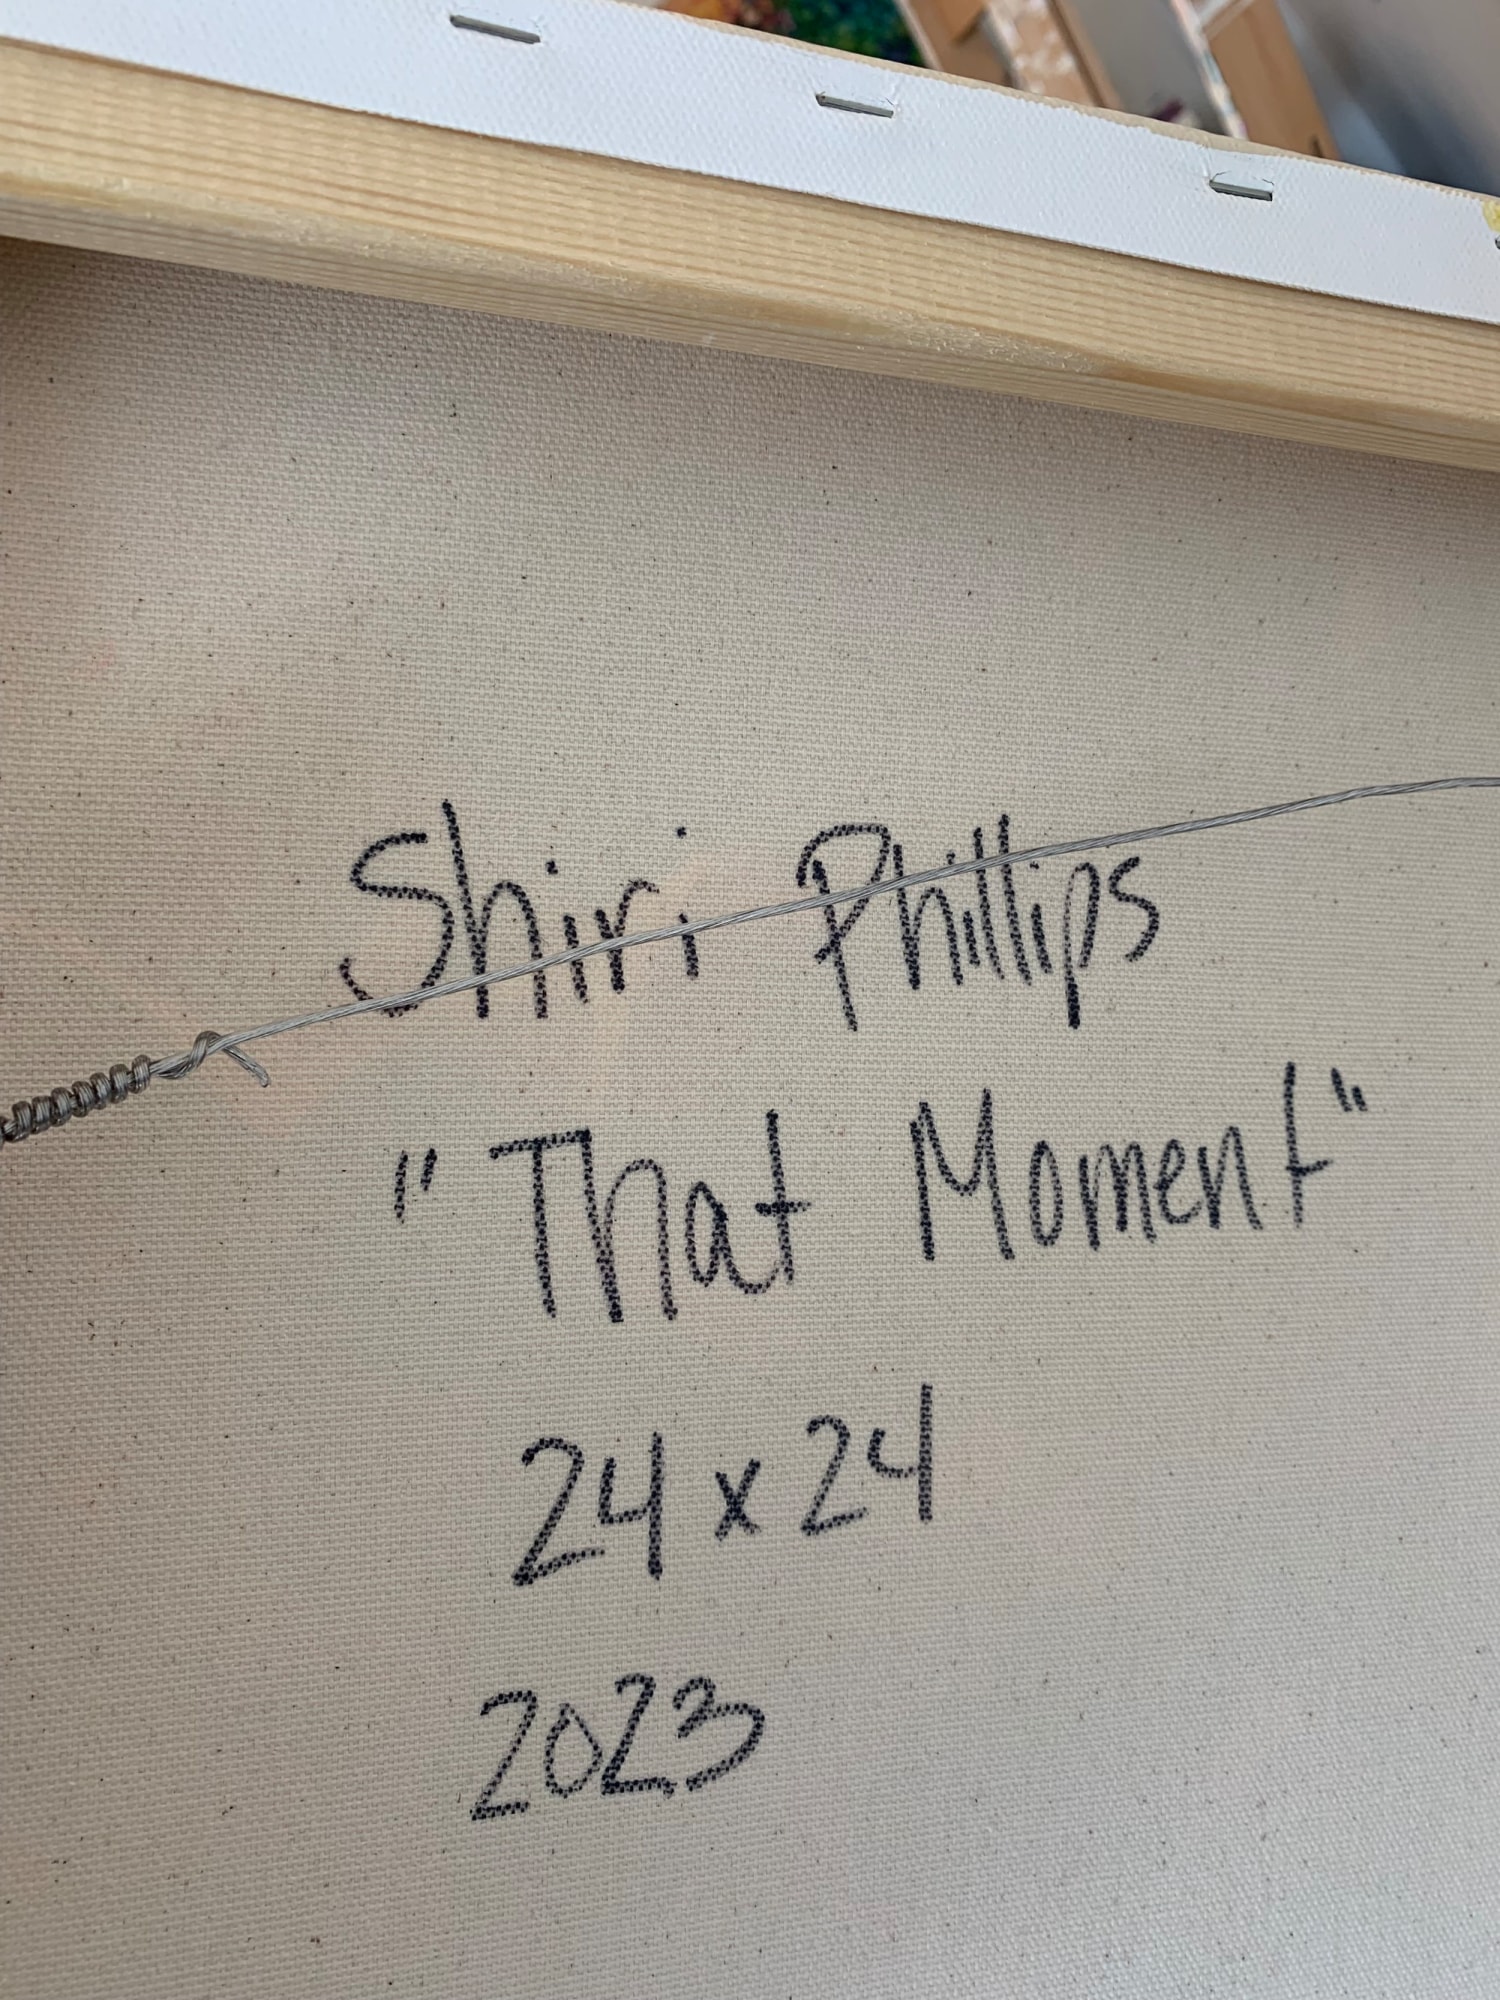 Shiri Phillips
"That Moment"
24 x 24
2023